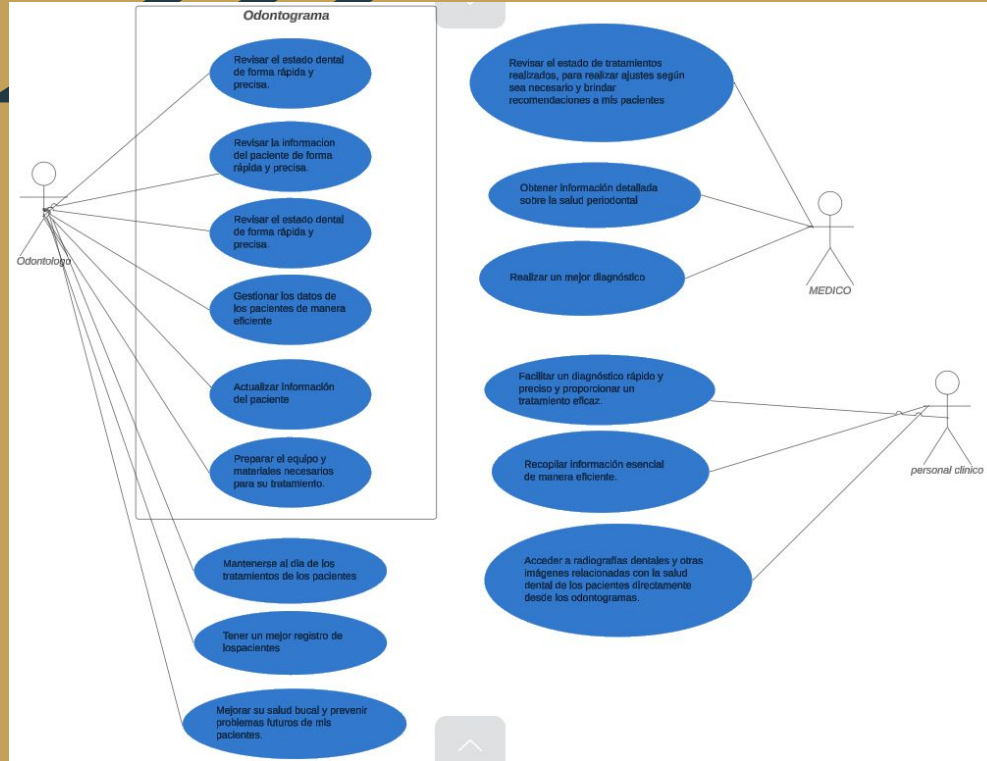 Odontograma
Revisar el estado dental
de forma rápida y
precisa.
Revisar la informacion
del paciente de forma
rápida y precisa.
Revisar el estado dental
de forma rápida y
precisa.
Gestionar los datos de
los pacientes de manera
eficiente
Actualizar información
del paciente
Preparar el equipo y
materiales necesarios
para su tratamiento.
Mantenerse al día de los
tratamientos de los pacientes
Tener un mejor registro de
lospacientes
Mejorar su salud bucal y prevenir
problemas futuros de mis
pacientes.
Odontologo
Revisar el estado de tratamientos
realizados, para realizar ajustes según
sea necesario y brindar
recomendaciones a mis pacientes
Obtener información detallada
sobre la salud periodontal
Realizar un mejor diagnóstico
MEDICO
Facilitar un diagnóstico rápido y
preciso y proporcionar un
tratamiento eficaz.
Recopilar información esencial
de manera eficiente.
Acceder a radiografías dentales y otras
imágenes relacionadas con la salud
dental de los pacientes directamente
desde los odontogramas.
personal clinico